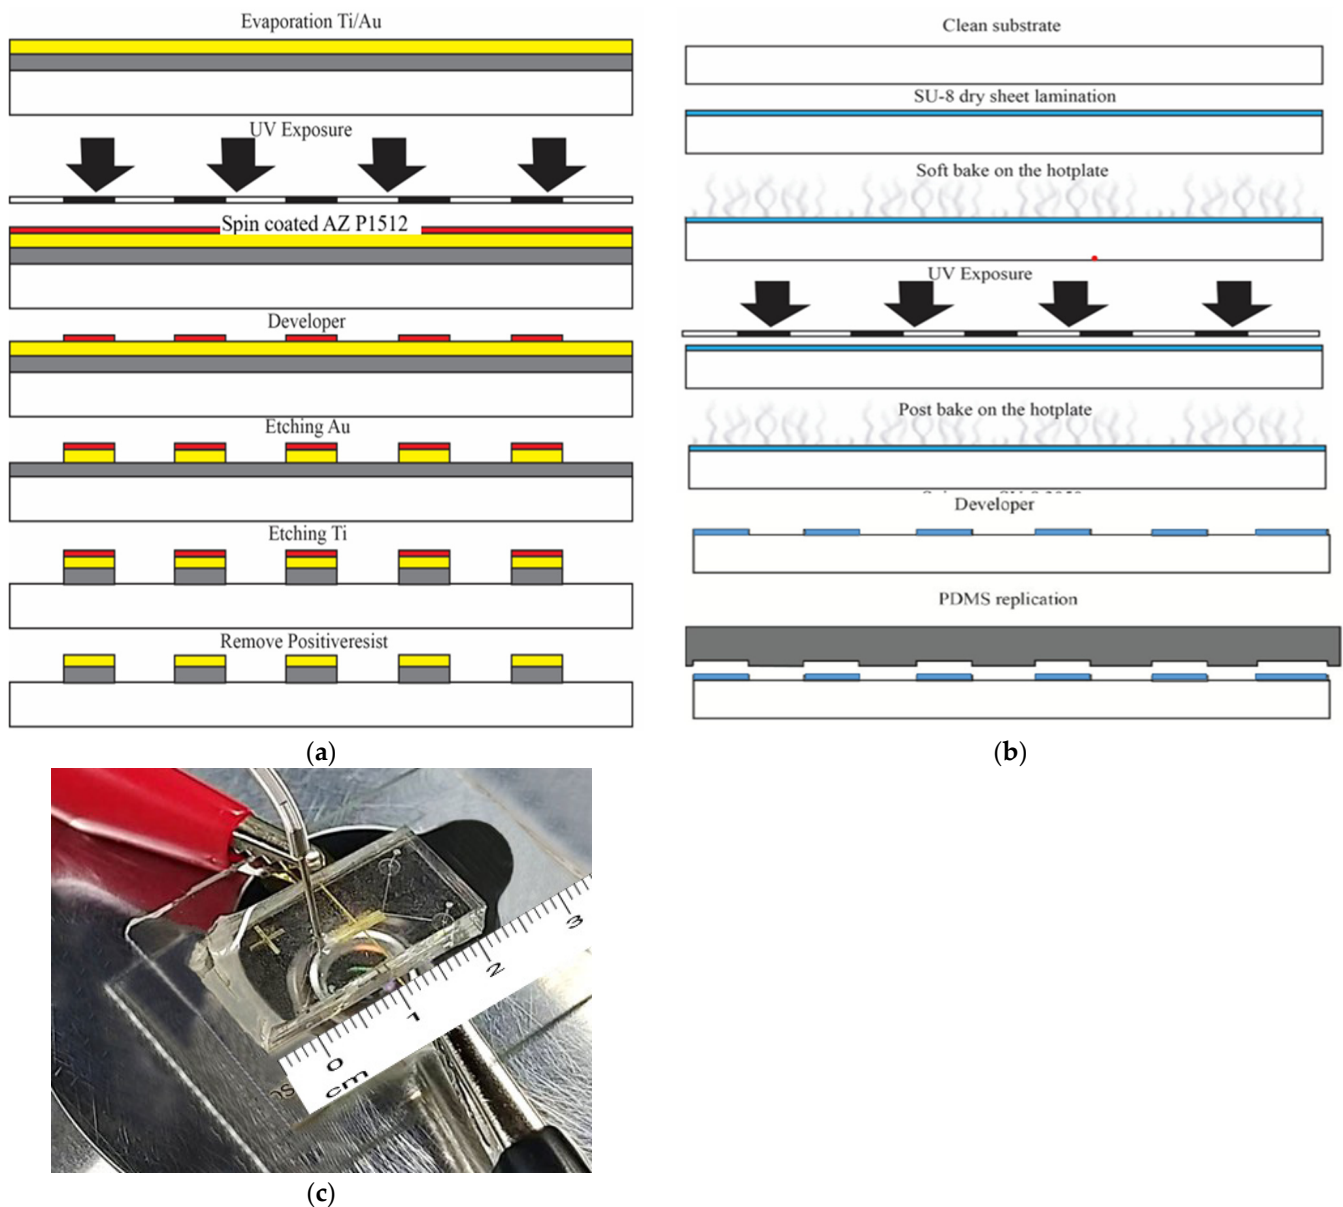 Evaporation Ti/Au
UV Exposure
Spin coated AZ P1512
Developer
Etching Au
Etching Ti
Remove Positiveresist
(a)
Clean substrate
SU-8 dry sheet lamination
Soft bake on the hotplate
UV Exposure
Post bake on the hotplate
Developer
PDMS replication
(b)
0 1 2 3
cm
(c)